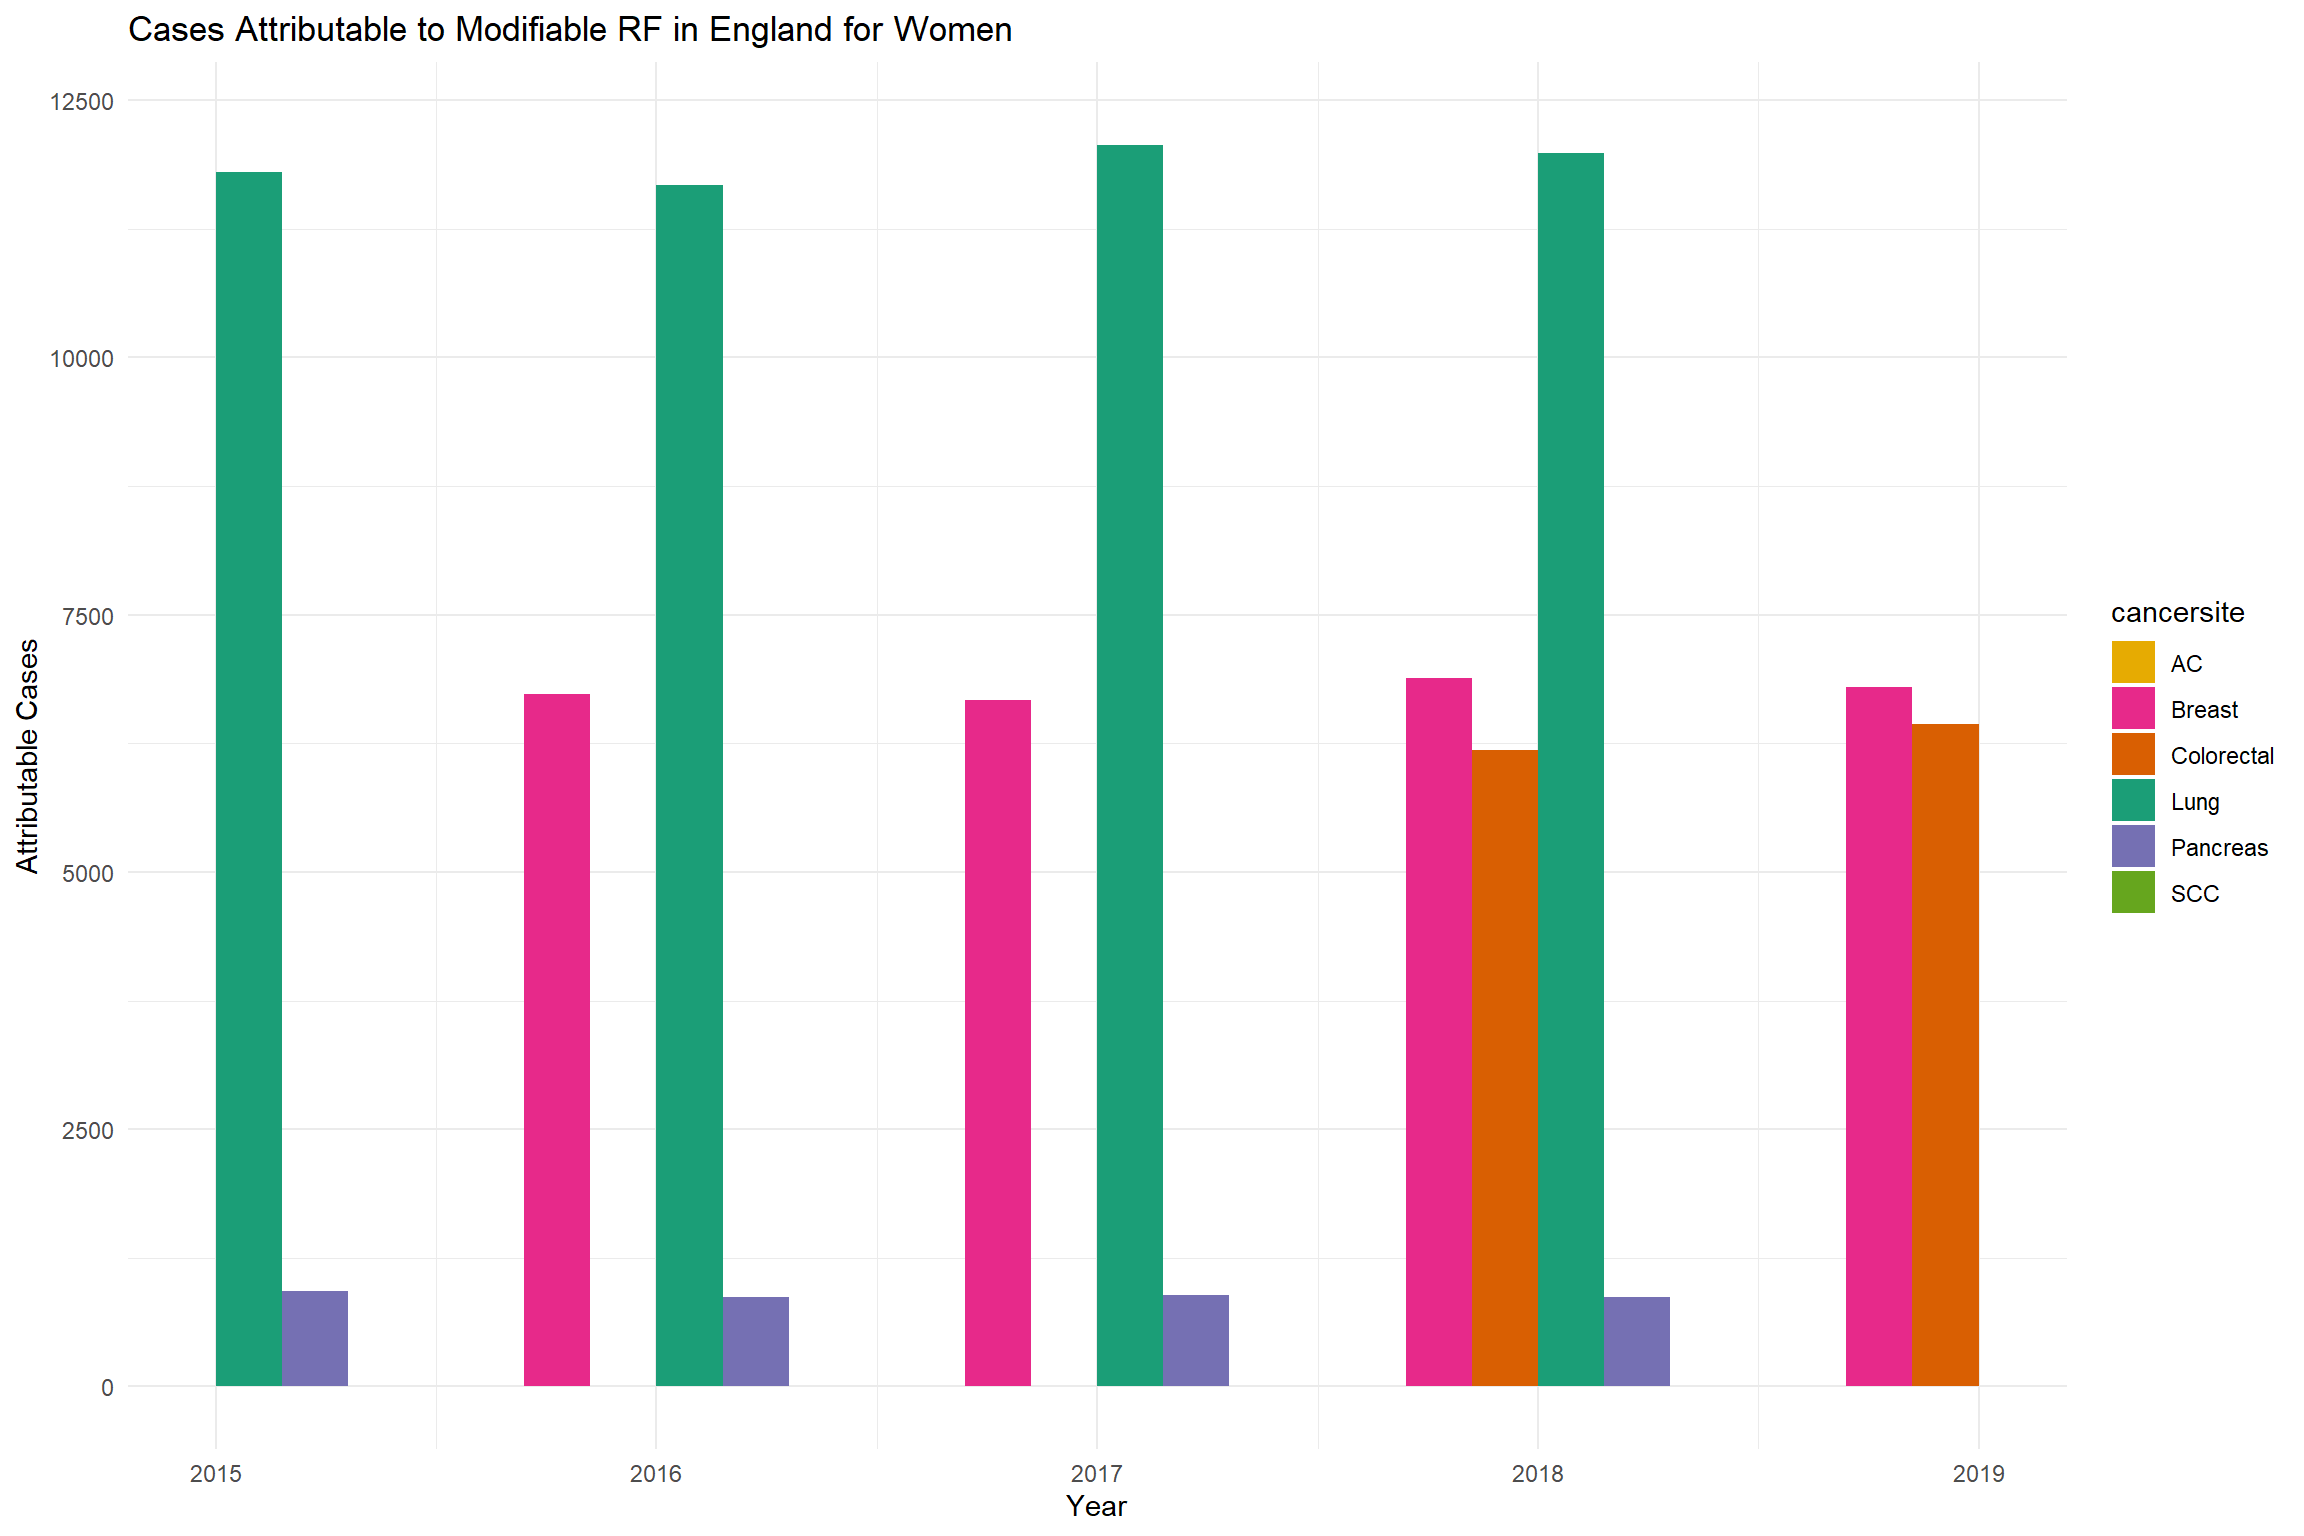 Cases Attributable to Modifiable RF in England for Women
12500
10000
7500
5000
2500
0
Attributable Cases
2015
2016
2017
2018
2019
Year
cancersite
AC
Breast
Colorectal
Lung
Pancreas
SCC